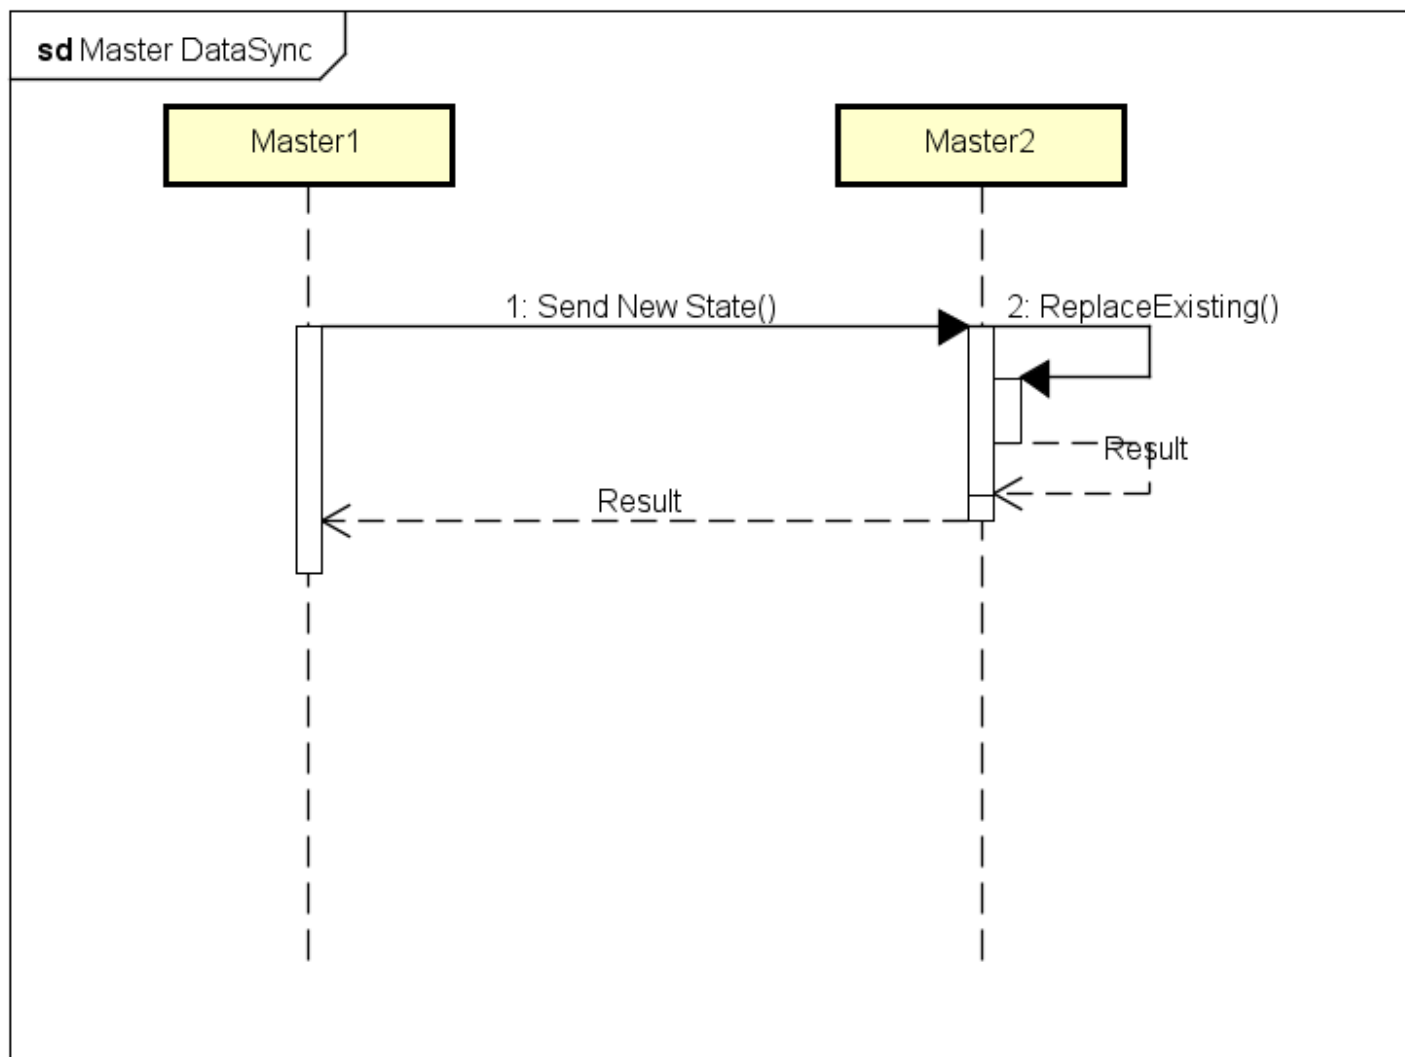 sd Master DataSync
Master1
Master2
1: Send New State()
2: ReplaceExisting()
Result
Result